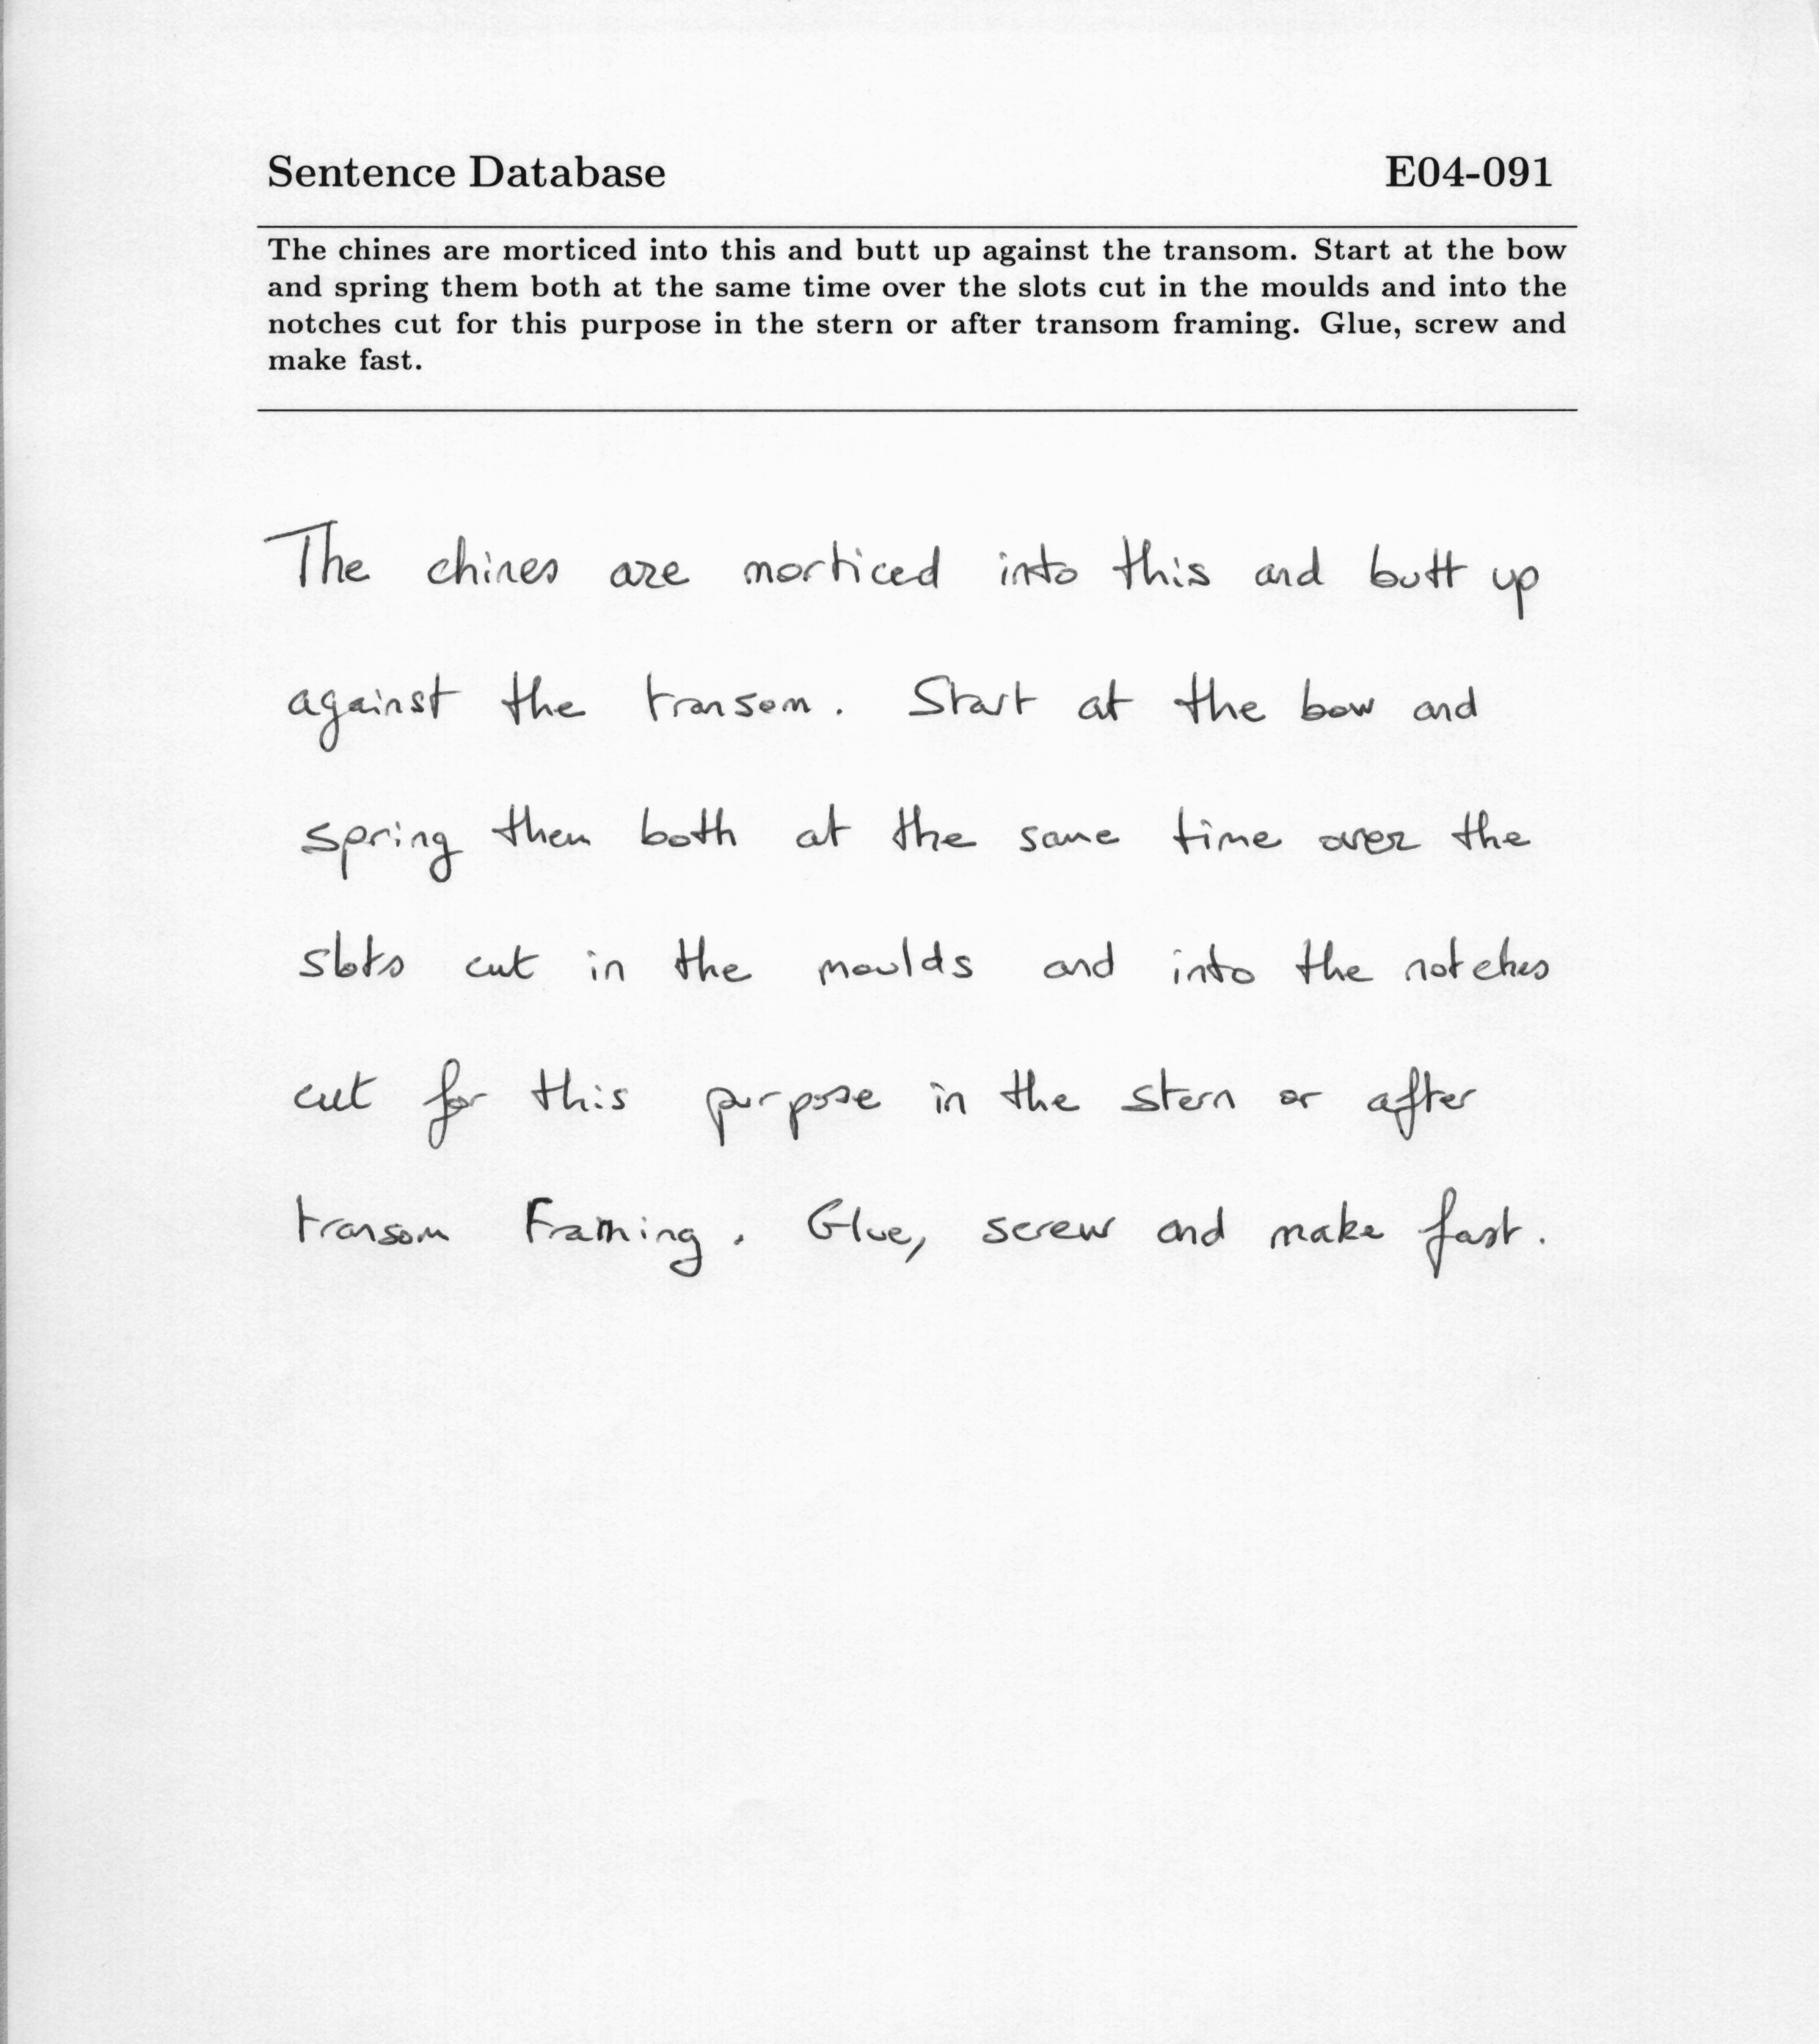 Sentence Database E04-091
The chines are morticed into this and butt up against the transom. Start at the bow
and spring them both at the same time over the slots cut in the moulds and into the
notches cut for this purpose in the stern or after transom framing. Glue, screw and
make fast.
The chines are morticed into this and butt up
against the transom. Start at the bow and
spring them both at the same time over the
slots cut in the moulds and into the notches
cut for this purpose in the stern or after
transom Framing. Glue, screw and make fast.